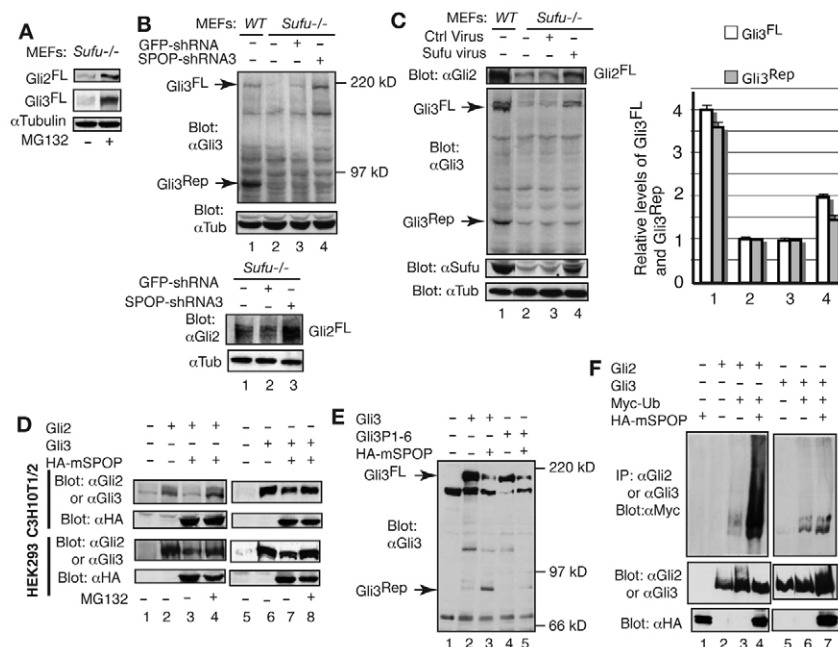 A
MEFs: Sufu-/-
Gli2FL
Gli3FL
αTubulin
MG132 – +
B
MEFs: WT Sufu-/-
GFP-shRNA – – + –
SPOP-shRNA3 – – – +
Gli3FL
220 kD
Blot:
αGli3
97 kD
Gli3Rep
Blot:
αTub
1 2 3 4
Sufu-/-
GFP-shRNA – + –
SPOP-shRNA3 – – +
Blot:
αGli2
Gli2FL
αTub
1 2 3
C
MEFs: WT Sufu-/-
Ctrl Virus – – + –
Sufu virus – – – +
Blot: αGli2
Gli2FL
Gli3FL
Blot:
αGli3
Gli3Rep
Blot: αSufu
Blot: αTub
1 2 3 4
Gli3FL
Gli3Rep
Relative levels of Gli3FL
and Gli3Rep
4
2
1
0
1 2 3 4
D
Gli2 – + + + – – – –
Gli3 – – – – – + + +
HA-mSPOP – – + + – – + +
C3H10T1/2
Blot: αGli2
or αGli3
Blot: αHA
HEK293
Blot: αGli2
or αGli3
Blot: αHA
MG132 – – – + – – – +
1 2 3 4 5 6 7 8
E
Gli3 – + + – –
Gli3P1-6 – – – + +
HA-mSPOP – – + – +
Gli3FL
220 kD
Blot:
αGli3
97 kD
Gli3Rep
66 kD
1 2 3 4 5
F
Gli2 – + + + – – –
Gli3 – – – – + + +
Myc-Ub – – + + – + +
HA-mSPOP + – – + – – +
IP: αGli2
or αGli3
Blot:αMyc
Blot: αGli2
or αGli3
Blot: αHA
1 2 3 4 5 6 7